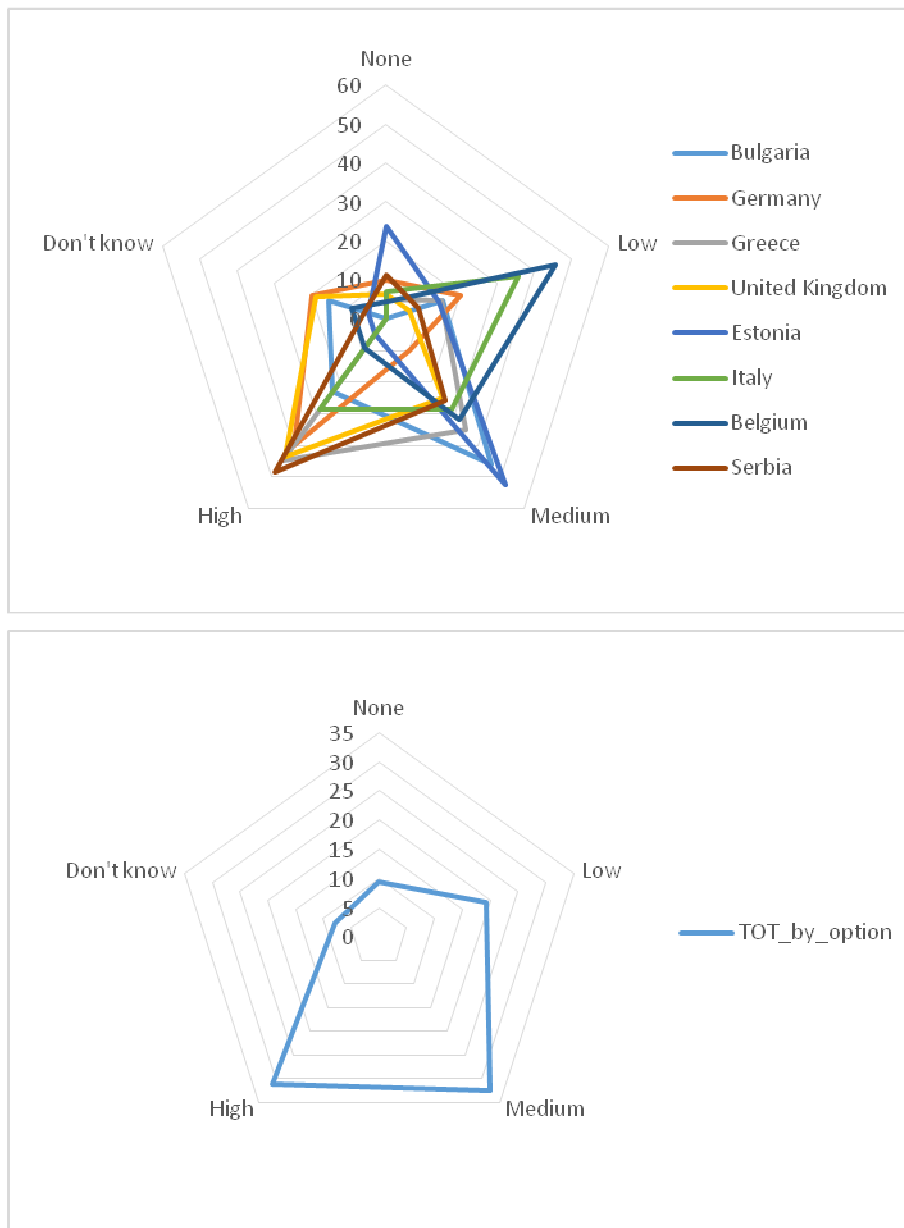 None
60
50
40
30
20
10
Don't know
Low
High
Medium
Bulgaria
Germany
Greece
United Kingdom
Estonia
Italy
Belgium
Serbia
None
35
30
25
20
15
10
5
0
Don't know
Low
High
Medium
TOT_by_option